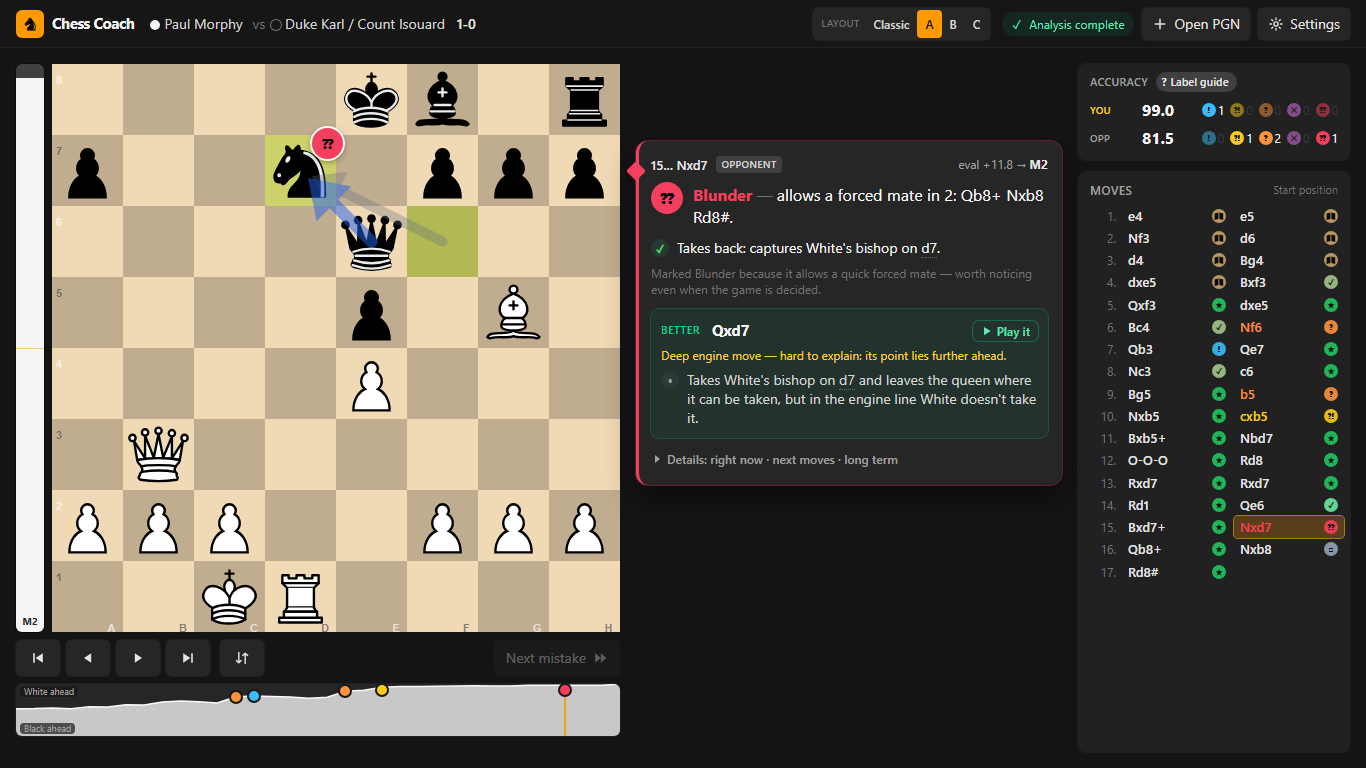 Chess Coach
Paul Morphy vs Duke Karl / Count Isouard 1-0
LAYOUT Classic A B C
✓ Analysis complete
+ Open PGN
Settings
8
7
6
5
4
3
2
1
A B C D E F G H
??
M2
Next mistake
White ahead
Black ahead
15... Nxd7 OPPONENT eval +11.8 → M2
?? Blunder — allows a forced mate in 2: Qb8+ Nxb8
Rd8#.
✓ Takes back: captures White's bishop on d7.
Marked Blunder because it allows a quick forced mate — worth noticing
even when the game is decided.
BETTER Qxd7 Play it
Deep engine move — hard to explain: its point lies further ahead.
Takes White's bishop on d7 and leaves the queen where
it can be taken, but in the engine line White doesn't take
it.
Details: right now · next moves · long term
ACCURACY ? Label guide
YOU 99.0 ! 1 ?! 0 ? 0 × 0 ?? 0
OPP 81.5 ! 0 ?! 1 ? 2 × 0 ?? 1
MOVES Start position
1. e4 e5
2. Nf3 d6
3. d4 Bg4
4. dxe5 Bxf3 ✓
5. Qxf3 dxe5
6. Bc4 ✓ Nf6 ?
7. Qb3 ! Qe7
8. Nc3 ✓ c6
9. Bg5 b5 ?
10. Nxb5 cxb5 ?!
11. Bxb5+ Nbd7
12. O-O-O Rd8
13. Rxd7 Rxd7
14. Rd1 Qe6 ✓
15. Bxd7+ Nxd7 ??
16. Qb8+ Nxb8 =
17. Rd8#